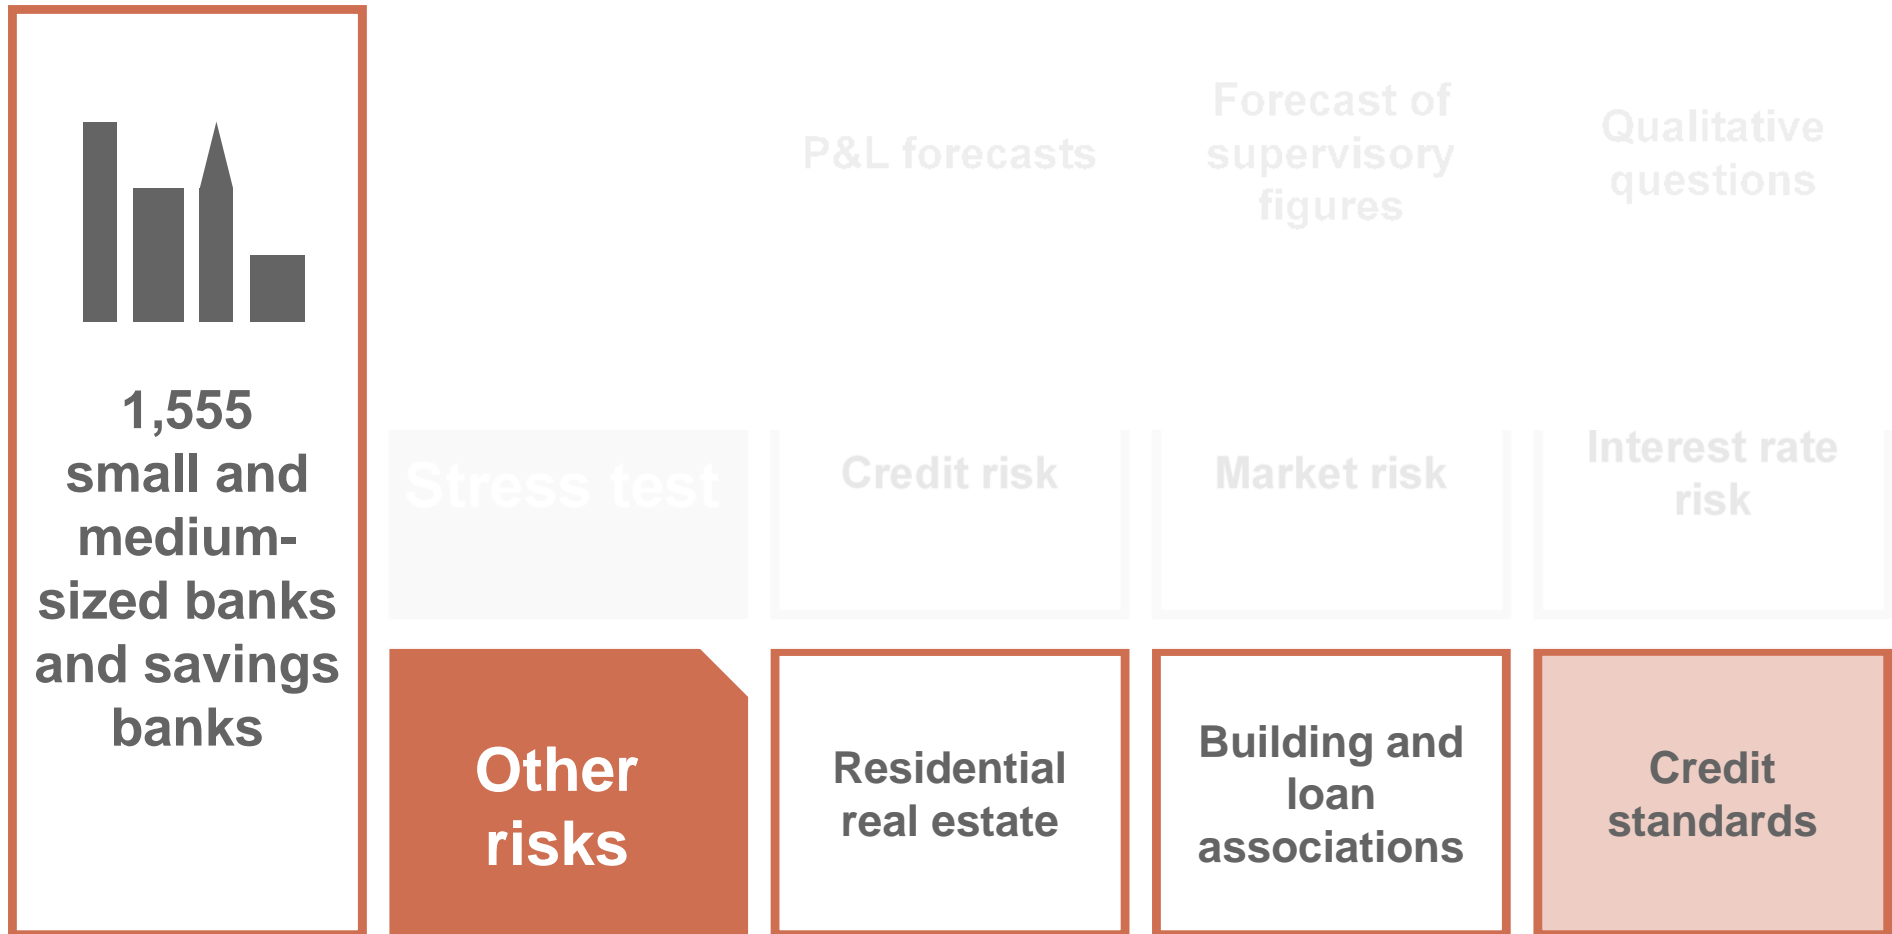 1,555
small and
medium-
sized banks
and savings
banks
P&L forecasts
Forecast of
supervisory
figures
Qualitative
questions
Stress test
Credit risk
Market risk
Interest rate
risk
Other
risks
Residential
real estate
Building and
loan
associations
Credit
standards